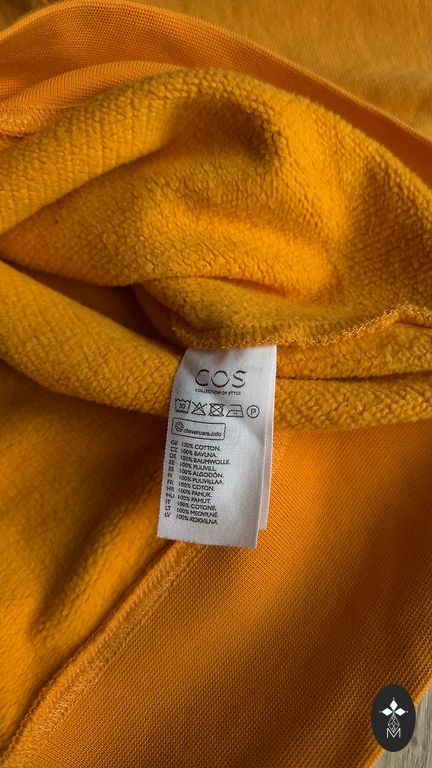 COS
COLLECTION OF STYLE
30
P
clevercare.info
GB 100% COTTON.
CZ 100% BAVLNA.
DE 100% BAUMWOLLE.
EE 100% PUUVILL.
ES 100% ALGODÓN.
FI 100% PUUVILLAA.
FR 100% COTON.
HR 100% PAMUK.
HU 100% PAMUT.
IT 100% COTONE.
LT 100% MEDVILNĖ.
LV 100% KOKVILNA.
M